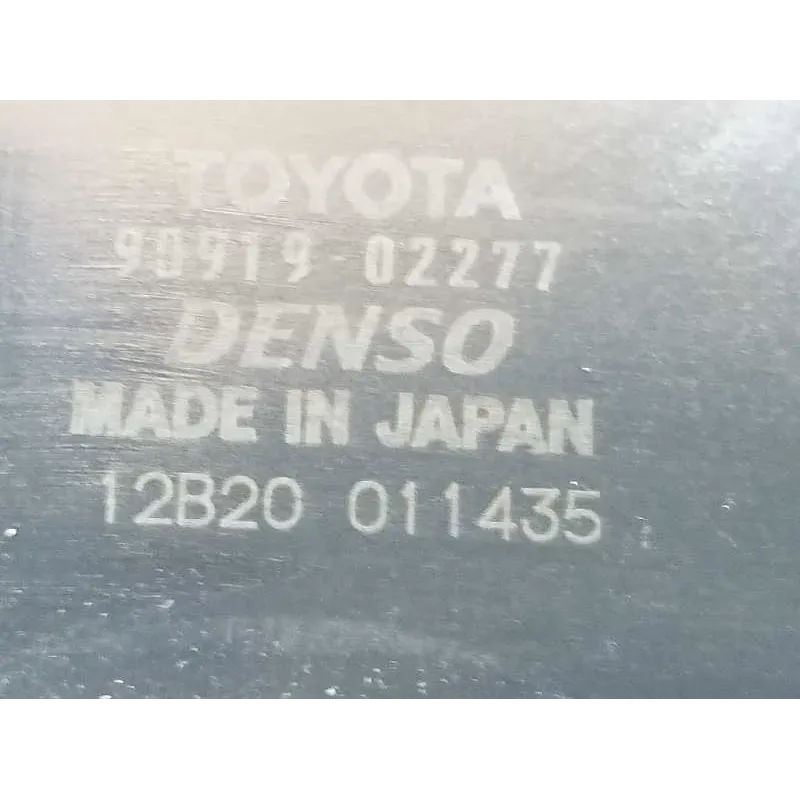 TOYOTA
90919-02277
DENSO
MADE IN JAPAN
12B20 011435